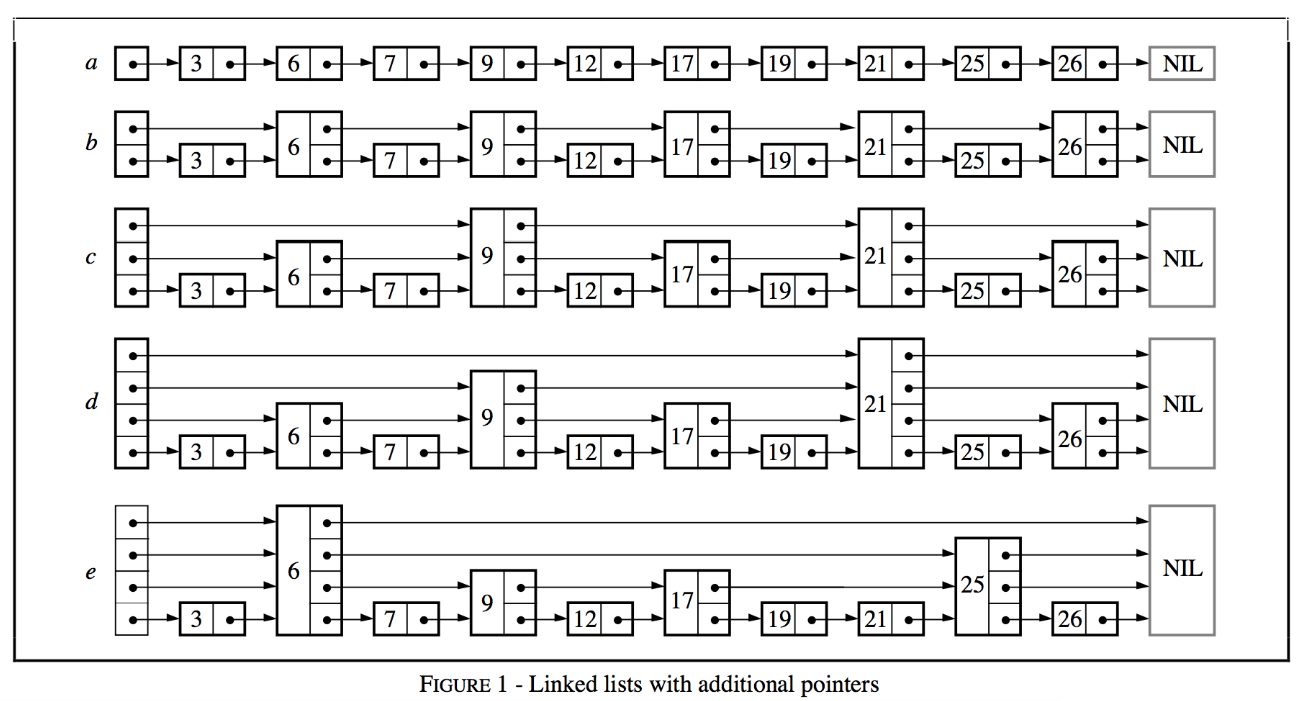 a 3 6 7 9 12 17 19 21 25 26 NIL
b 3 6 7 9 12 17 19 21 25 26 NIL
c 3 6 7 9 12 17 19 21 25 26 NIL
d 3 6 7 9 12 17 19 21 25 26 NIL
e 3 6 7 9 12 17 19 21 25 26 NIL
FIGURE 1 - Linked lists with additional pointers